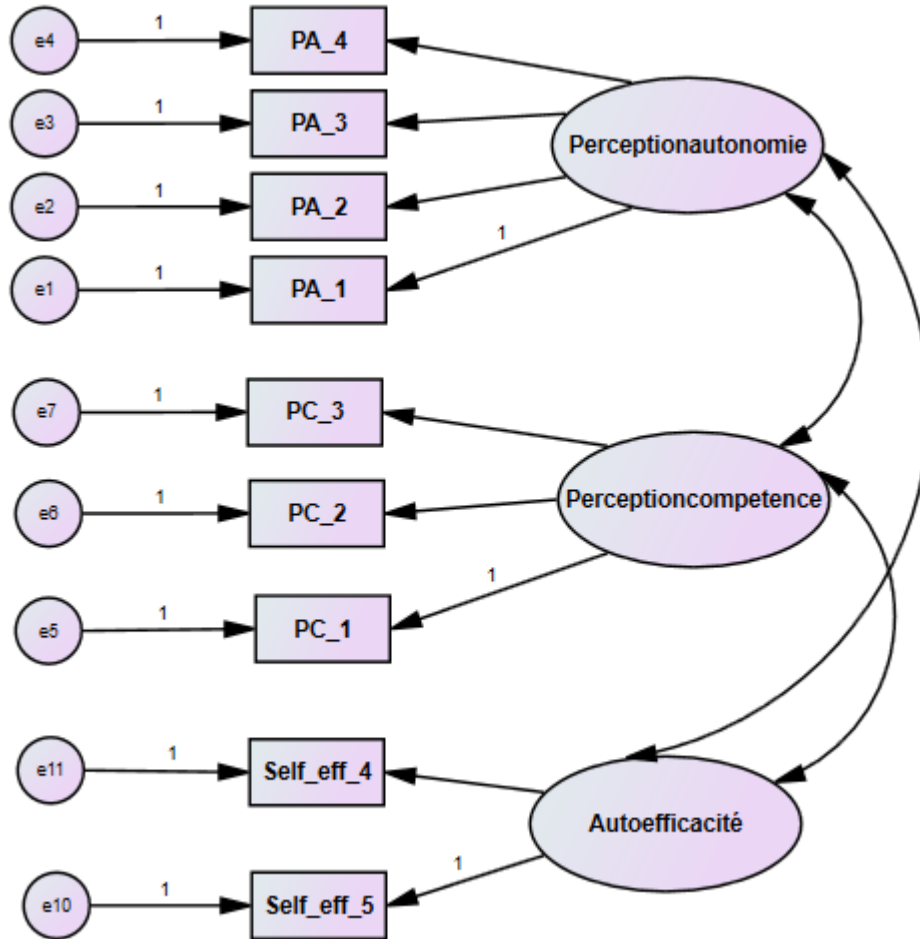 e4 1 PA_4
e3 1 PA_3
Perceptionautonomie
e2 1 PA_2
1
e1 1 PA_1
e7 1 PC_3
e6 1 PC_2
Perceptioncompetence
1
e5 1 PC_1
e11 1 Self_eff_4
Autoefficacité
1
e10 1 Self_eff_5